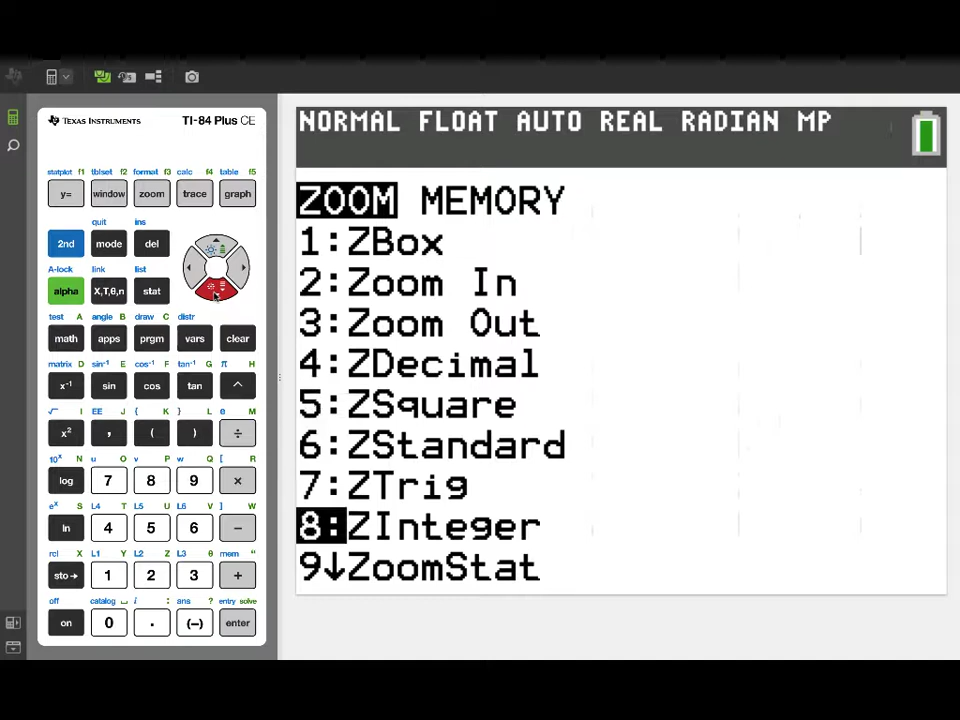 TEXAS INSTRUMENTS TI-84 Plus CE
NORMAL FLOAT AUTO REAL RADIAN MP
ZOOM MEMORY
1:ZBox
2:Zoom In
3:Zoom Out
4:ZDecimal
5:ZSquare
6:ZStandard
7:ZTrig
8:ZInteger
9↓ZoomStat
statplot f1 tblset f2 format f3 calc f4 table f5
y= window zoom trace graph
quit ins
2nd mode del
A-lock link list
alpha X,T,θ,n stat
test A angle B draw C distr
math apps prgm vars clear
matrix D sin⁻¹ E cos⁻¹ F tan⁻¹ G π H
x⁻¹ sin cos tan ^
√ I EE J { K } L e M
x² , ( ) ÷
10ˣ N u O v P w Q [ R
log 7 8 9 ×
eˣ S L4 T L5 U L6 V ] W
ln 4 5 6 −
rcl X L1 Y L2 Z L3 θ mem "
sto→ 1 2 3 +
off catalog ⎵ i : ans ? entry solve
on 0 . (−) enter